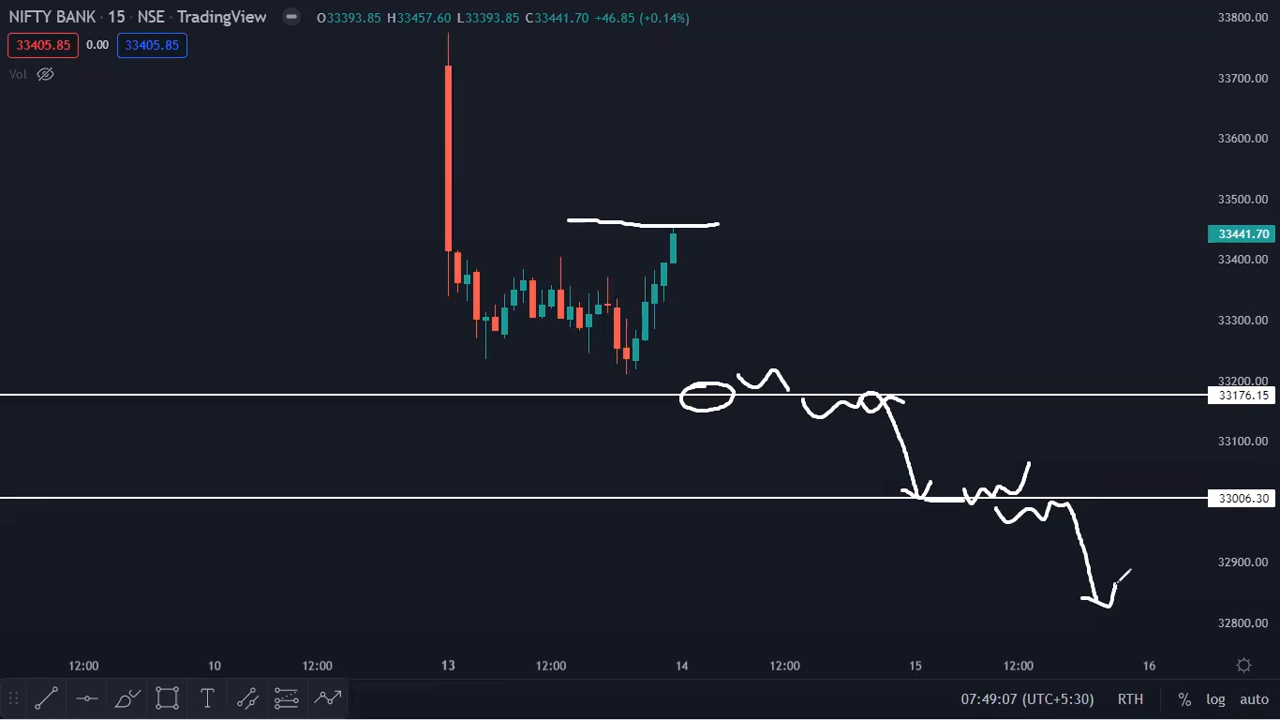 NIFTY BANK · 15 · NSE · TradingView O33393.85 H33457.60 L33393.85 C33441.70 +46.85 (+0.14%)
33405.85 0.00 33405.85
Vol
33800.00
33700.00
33600.00
33500.00
33441.70
33400.00
33300.00
33200.00
33176.15
33100.00
33006.30
32900.00
32800.00
12:00 10 12:00 13 12:00 14 12:00 15 12:00 16
07:49:07 (UTC+5:30) RTH % log auto